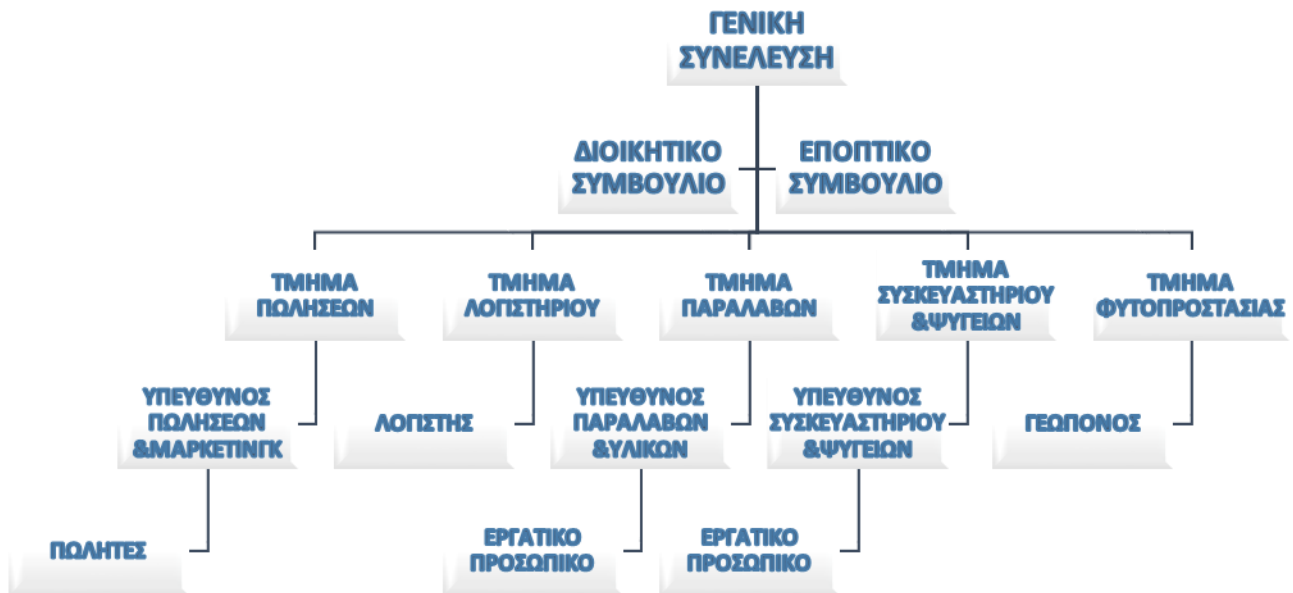 ΓΕΝΙΚΗ
ΣΥΝΕΛΕΥΣΗ
ΔΙΟΙΚΗΤΙΚΟ
ΣΥΜΒΟΥΛΙΟ
ΕΠΟΠΤΙΚΟ
ΣΥΜΒΟΥΛΙΟ
ΤΜΗΜΑ
ΠΩΛΗΣΕΩΝ
ΤΜΗΜΑ
ΛΟΓΙΣΤΗΡΙΟΥ
ΤΜΗΜΑ
ΠΑΡΑΛΑΒΩΝ
ΤΜΗΜΑ
ΣΥΣΚΕΥΑΣΤΗΡΙΟΥ
&ΨΥΓΕΙΩΝ
ΤΜΗΜΑ
ΦΥΤΟΠΡΟΣΤΑΣΙΑΣ
ΥΠΕΥΘΥΝΟΣ
ΠΩΛΗΣΕΩΝ
&ΜΑΡΚΕΤΙΝΓΚ
ΛΟΓΙΣΤΗΣ
ΥΠΕΥΘΥΝΟΣ
ΠΑΡΑΛΑΒΩΝ
&ΥΛΙΚΩΝ
ΥΠΕΥΘΥΝΟΣ
ΣΥΣΚΕΥΑΣΤΗΡΙΟΥ
&ΨΥΓΕΙΩΝ
ΓΕΩΠΟΝΟΣ
ΠΩΛΗΤΕΣ
ΕΡΓΑΤΙΚΟ
ΠΡΟΣΩΠΙΚΟ
ΕΡΓΑΤΙΚΟ
ΠΡΟΣΩΠΙΚΟ